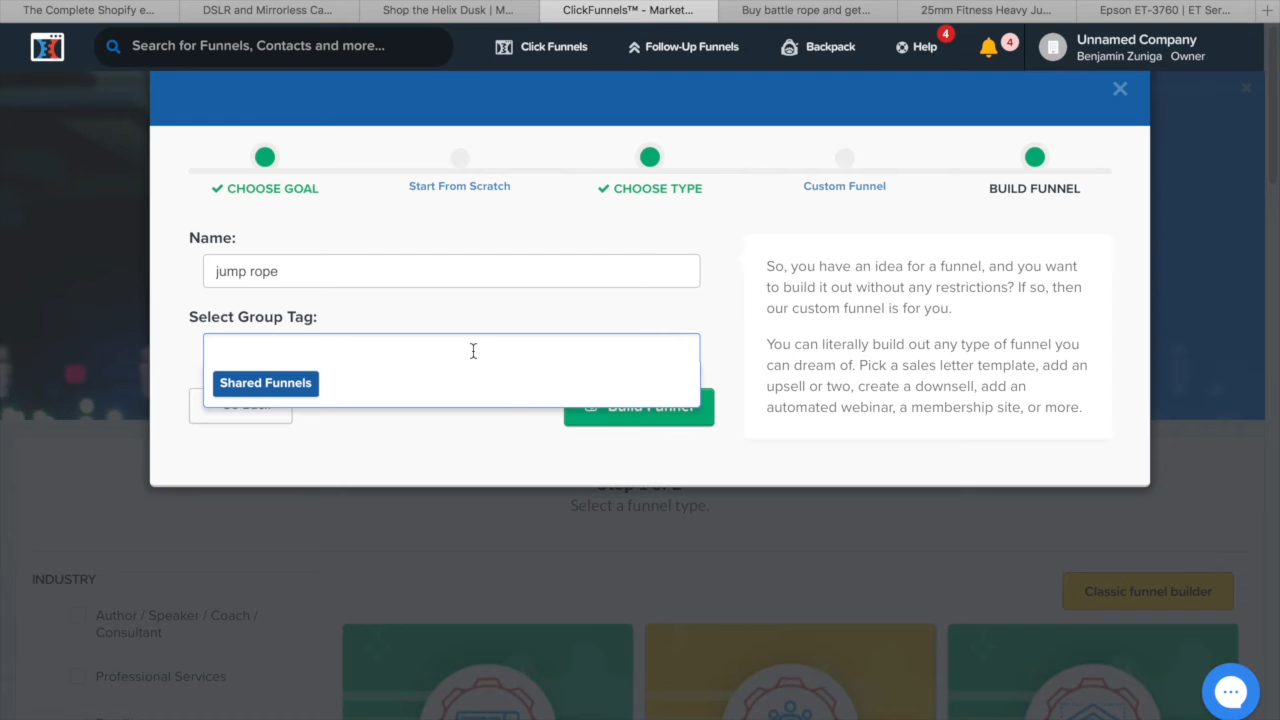 The Complete Shopify e...
DSLR and Mirrorless Ca...
Shop the Helix Dusk | M...
ClickFunnels™ - Market...
Buy battle rope and get...
25mm Fitness Heavy Ju...
Epson ET-3760 | ET Ser...
Search for Funnels, Contacts and more...
Click Funnels
Follow-Up Funnels
Backpack
Help
4
4
Unnamed Company
Benjamin Zuniga Owner
CHOOSE GOAL
Start From Scratch
CHOOSE TYPE
Custom Funnel
BUILD FUNNEL
Name:
jump rope
Select Group Tag:
Shared Funnels
Build Funnel
So, you have an idea for a funnel, and you want
to build it out without any restrictions? If so, then
our custom funnel is for you.
You can literally build out any type of funnel you
can dream of. Pick a sales letter template, add an
upsell or two, create a downsell, add an
automated webinar, a membership site, or more.
Select a funnel type.
INDUSTRY
Author / Speaker / Coach /
Consultant
Professional Services
Classic funnel builder